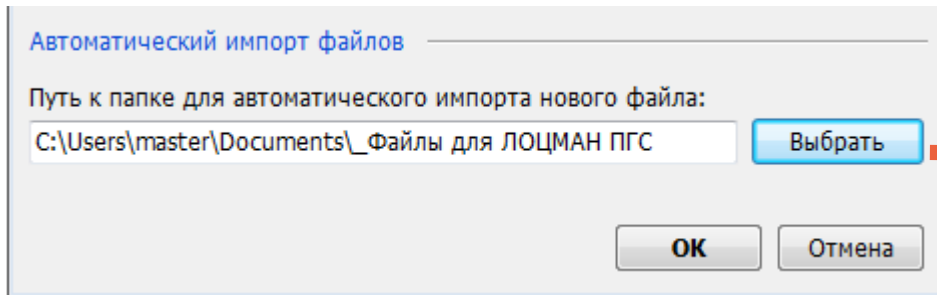 Автоматический импорт файлов
Путь к папке для автоматического импорта нового файла:
C:\Users\master\Documents\_Файлы для ЛОЦМАН ПГС
Выбрать
ОК
Отмена